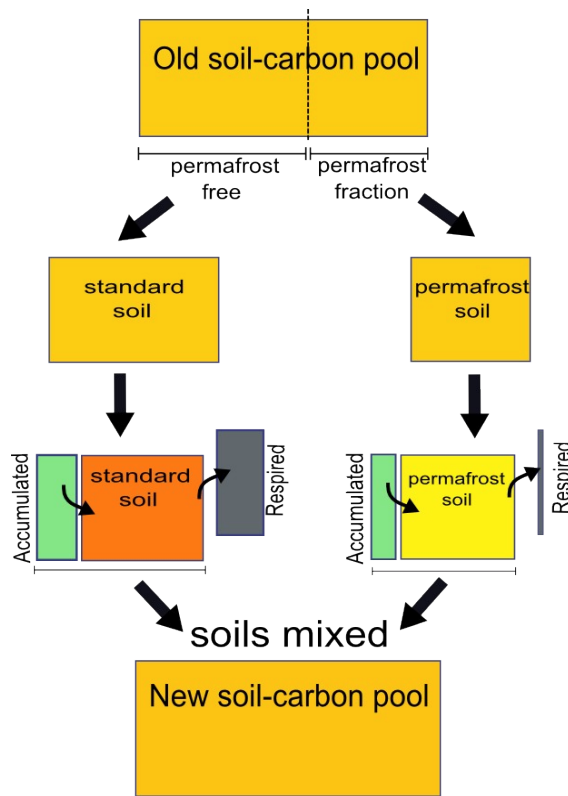 Old soil-carbon pool
permafrost
free
permafrost
fraction
standard
soil
permafrost
soil
Accumulated
standard
soil
Respired
Accumulated
permafrost
soil
Respired
soils mixed
New soil-carbon pool